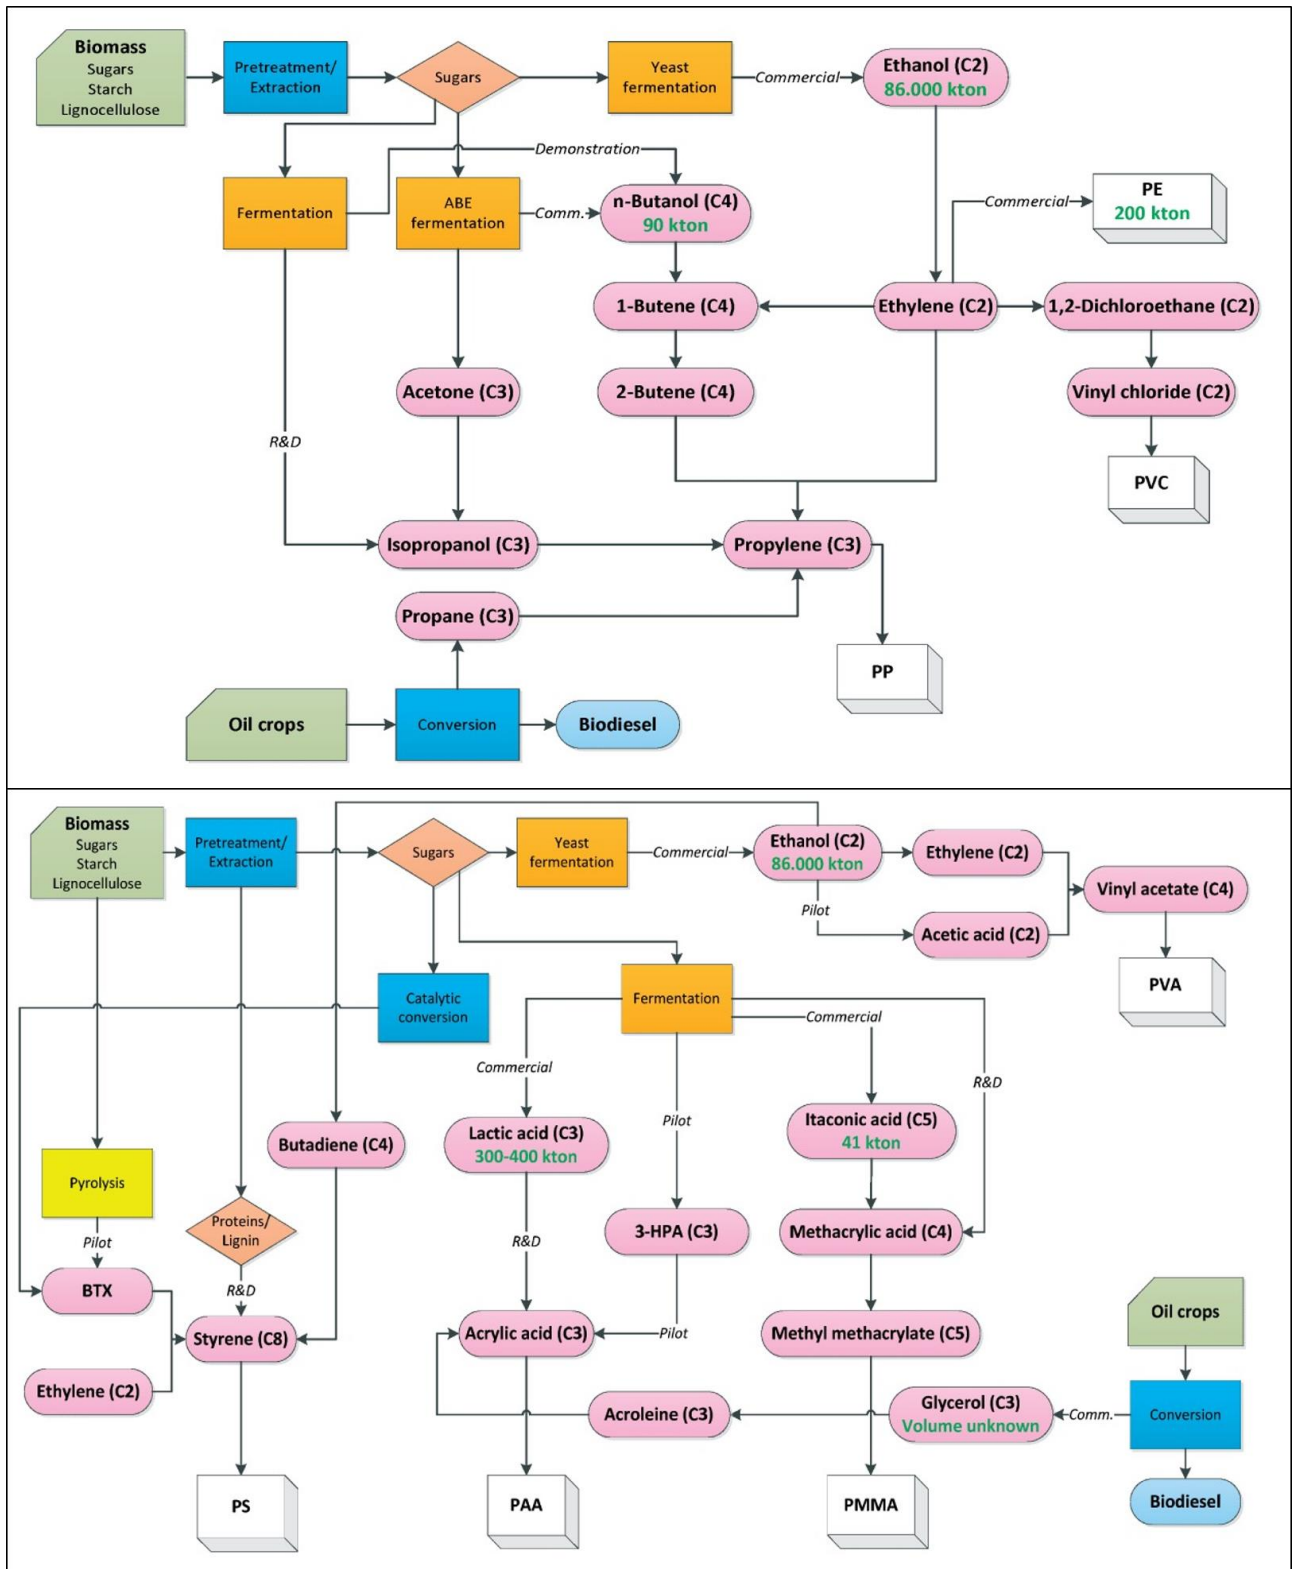 Biomass
Sugars
Starch
Lignocellulose
Pretreatment/
Extraction
Sugars
Yeast
fermentation
Commercial
Ethanol (C2)
86.000 kton
Demonstration
Fermentation
ABE
fermentation
Comm.
n-Butanol (C4)
90 kton
Commercial
PE
200 kton
1-Butene (C4)
Ethylene (C2)
1,2-Dichloroethane (C2)
Acetone (C3)
2-Butene (C4)
Vinyl chloride (C2)
R&D
PVC
Isopropanol (C3)
Propylene (C3)
Propane (C3)
PP
Oil crops
Conversion
Biodiesel
Biomass
Sugars
Starch
Lignocellulose
Pretreatment/
Extraction
Sugars
Yeast
fermentation
Commercial
Ethanol (C2)
86.000 kton
Ethylene (C2)
Vinyl acetate (C4)
Pilot
Acetic acid (C2)
PVA
Catalytic
conversion
Fermentation
Commercial
Commercial
R&D
Pilot
Butadiene (C4)
Lactic acid (C3)
300-400 kton
Itaconic acid (C5)
41 kton
Pyrolysis
Proteins/
Lignin
Pilot
R&D
3-HPA (C3)
Methacrylic acid (C4)
BTX
R&D
Styrene (C8)
Acrylic acid (C3)
Pilot
Methyl methacrylate (C5)
Oil crops
Ethylene (C2)
Acroleine (C3)
Glycerol (C3)
Volume unknown
Comm.
Conversion
PS
PAA
PMMA
Biodiesel